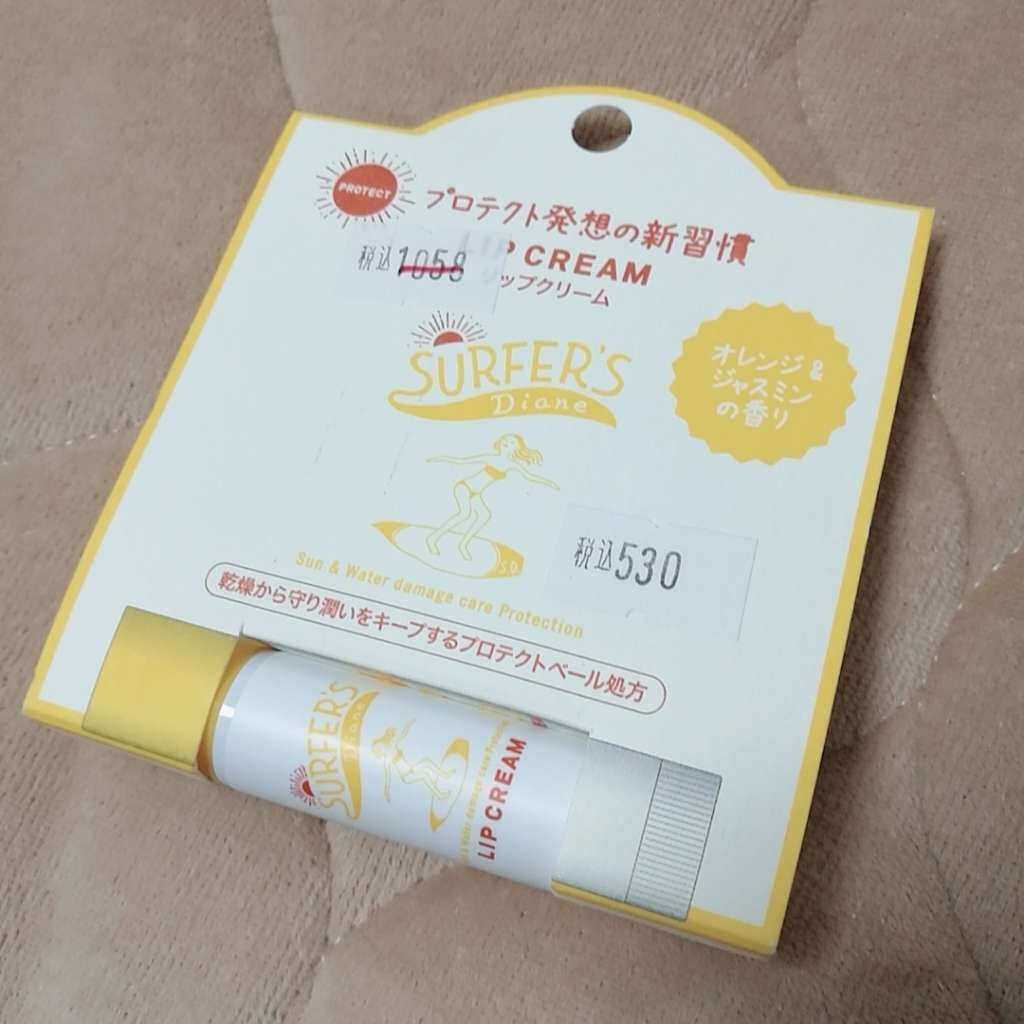 PROTECT
プロテクト発想の新習慣
税込1058
LIP CREAM
リップクリーム
SURFER'S
Diane
オレンジ&
ジャスミン
の香り
S.D.
税込530
Sun & Water damage care Protection
乾燥から守り潤いをキープするプロテクトベール処方
SURFER'S
Diane
& Water damage care Protection
LIP CREAM